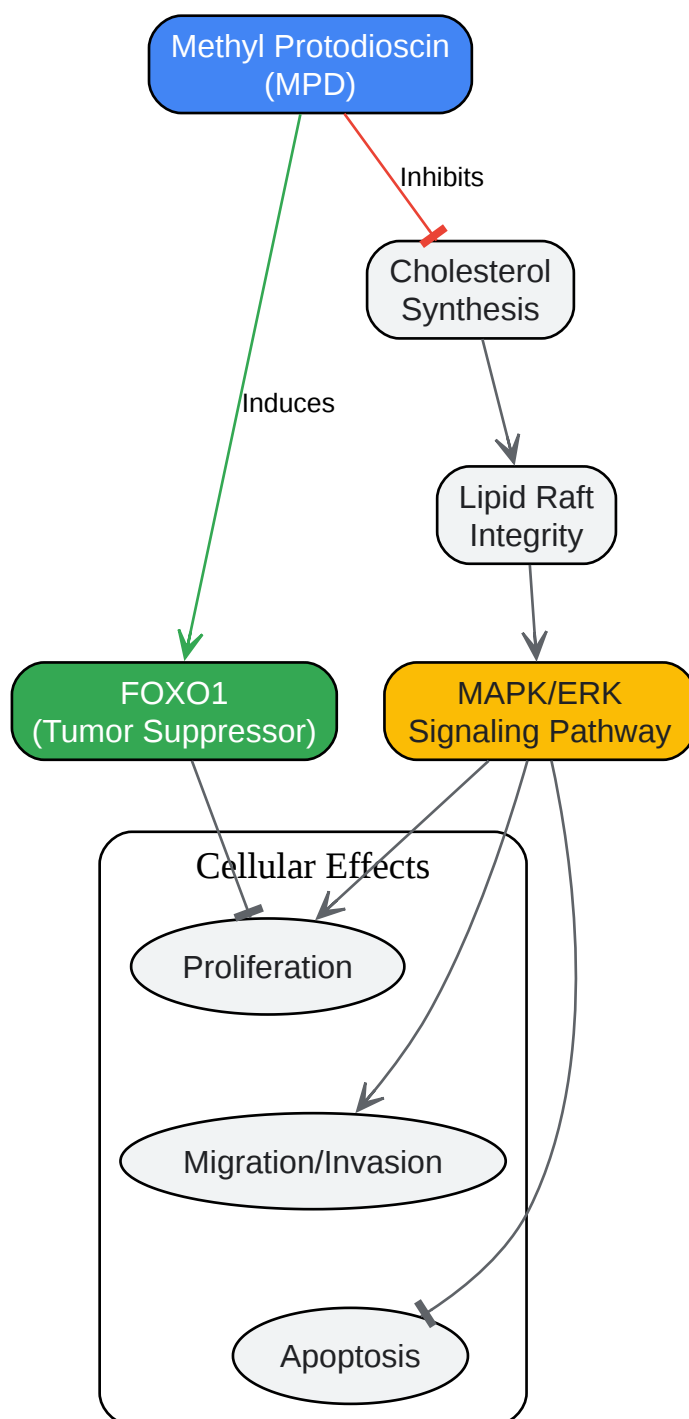 Methyl Protodioscin
(MPD)
Inhibits
Cholesterol
Synthesis
Induces
Lipid Raft
Integrity
FOXO1
(Tumor Suppressor)
MAPK/ERK
Signaling Pathway
Cellular Effects
Proliferation
Migration/Invasion
Apoptosis